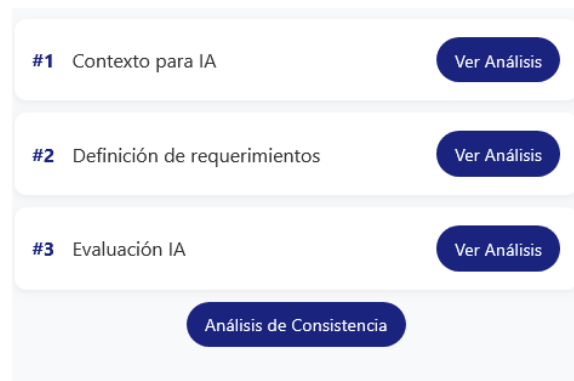 #1 Contexto para IA Ver Análisis
#2 Definición de requerimientos Ver Análisis
#3 Evaluación IA Ver Análisis
Análisis de Consistencia